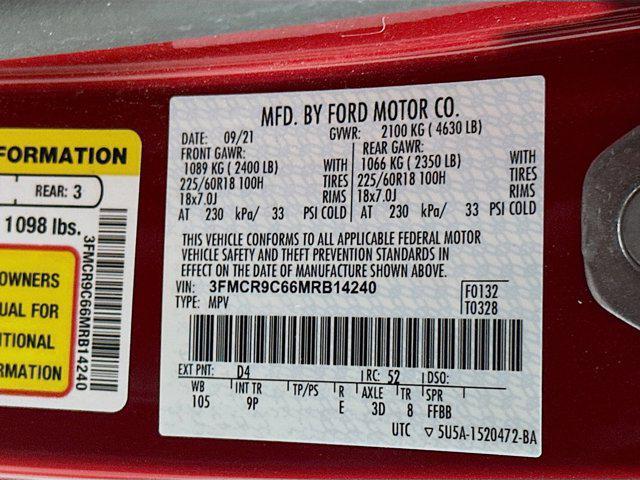 FORMATION
REAR: 3
1098 lbs.
OWNERS
UAL FOR
TIONAL
RMATION
3FMCR9C66MRB14240
MFD. BY FORD MOTOR CO.
DATE: 09/21 GVWR: 2100 KG ( 4630 LB)
FRONT GAWR: REAR GAWR:
1089 KG ( 2400 LB) WITH 1066 KG ( 2350 LB) WITH
225/60R18 100H TIRES 225/60R18 100H TIRES
18x7.0J RIMS 18x7.0J RIMS
AT 230 kPa/ 33 PSI COLD AT 230 kPa/ 33 PSI COLD
THIS VEHICLE CONFORMS TO ALL APPLICABLE FEDERAL MOTOR
VEHICLE SAFETY AND THEFT PREVENTION STANDARDS IN
EFFECT ON THE DATE OF MANUFACTURE SHOWN ABOVE.
VIN: 3FMCR9C66MRB14240 F0132
TYPE: MPV T0328
EXT PNT: D4 RC: 52 DSO:
WB INT TR TP/PS R AXLE TR SPR
105 9P E 3D 8 FFBB
UTC ▽ 5U5A-1520472-BA